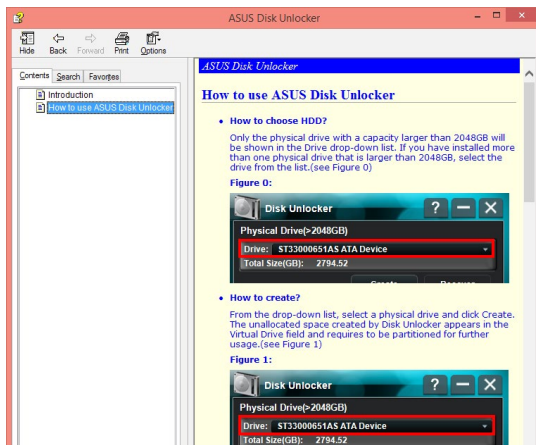 ASUS Disk Unlocker
Hide Back Forward Print Options
Contents Search Favorites
Introduction
How to use ASUS Disk Unlocker
ASUS Disk Unlocker
How to use ASUS Disk Unlocker
• How to choose HDD?
Only the physical drive with a capacity larger than 2048GB will
be shown in the Drive drop-down list. If you have installed more
than one physical drive that is larger than 2048GB, select the
drive from the list.(see Figure 0)
Figure 0:
Disk Unlocker
? — X
Physical Drive(>2048GB)
Drive: ST33000651AS ATA Device
Total Size(GB): 2794.52
• How to create?
From the drop-down list, select a physical drive and click Create.
The unallocated space created by Disk Unlocker appears in the
Virtual Drive field and requires to be partitioned for further
usage.(see Figure 1)
Figure 1:
Disk Unlocker
? — X
Physical Drive(>2048GB)
Drive: ST33000651AS ATA Device
Total Size(GB): 2794.52